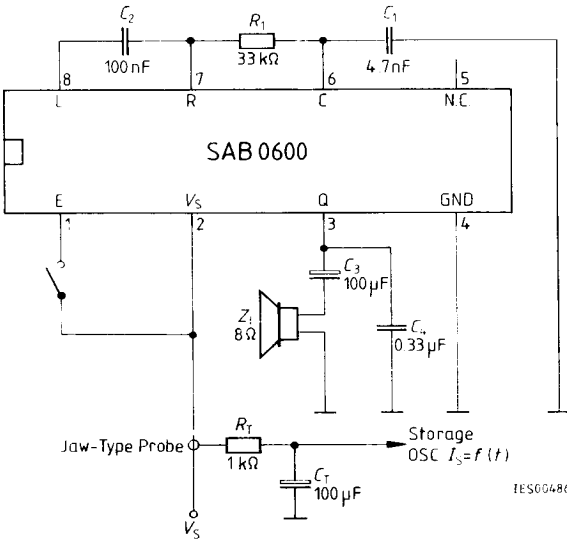 C2 R1 C1
100 nF 33 kΩ 4.7 nF
8 7 6 5
L R C N.C.
SAB 0600
E VS Q GND
1 2 3 4
C3
100 µF
Z1
8 Ω
C4
0.33 µF
RT
Jaw-Type Probe 1 kΩ Storage
OSC IS=f(t)
CT
100 µF
IES00486
VS